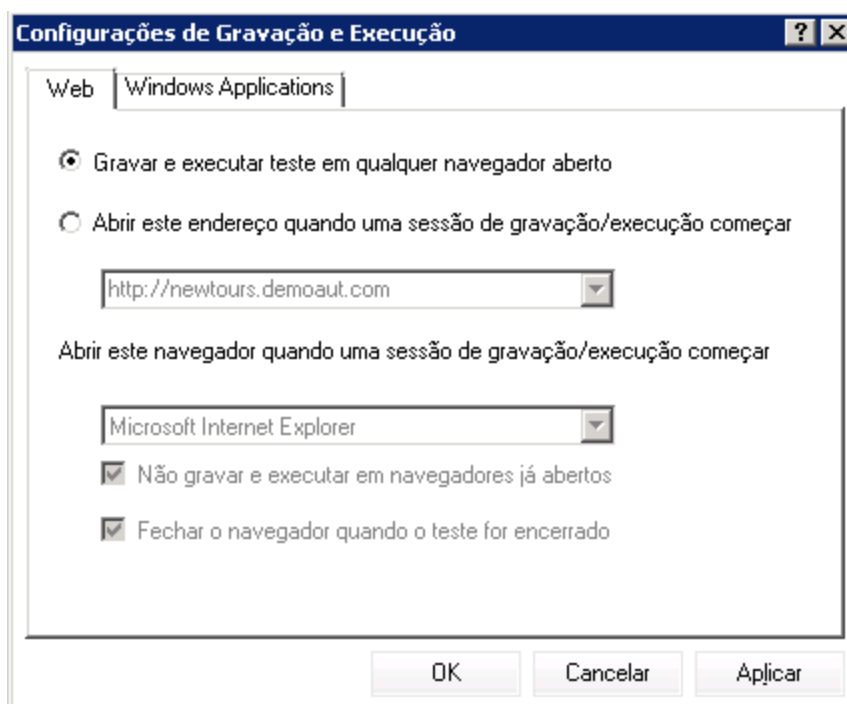 Configurações de Gravação e Execução
Web
Windows Applications
Gravar e executar teste em qualquer navegador aberto
Abrir este endereço quando uma sessão de gravação/execução começar
http://newtours.demoaut.com
Abrir este navegador quando uma sessão de gravação/execução começar
Microsoft Internet Explorer
Não gravar e executar em navegadores já abertos
Fechar o navegador quando o teste for encerrado
OK
Cancelar
Aplicar